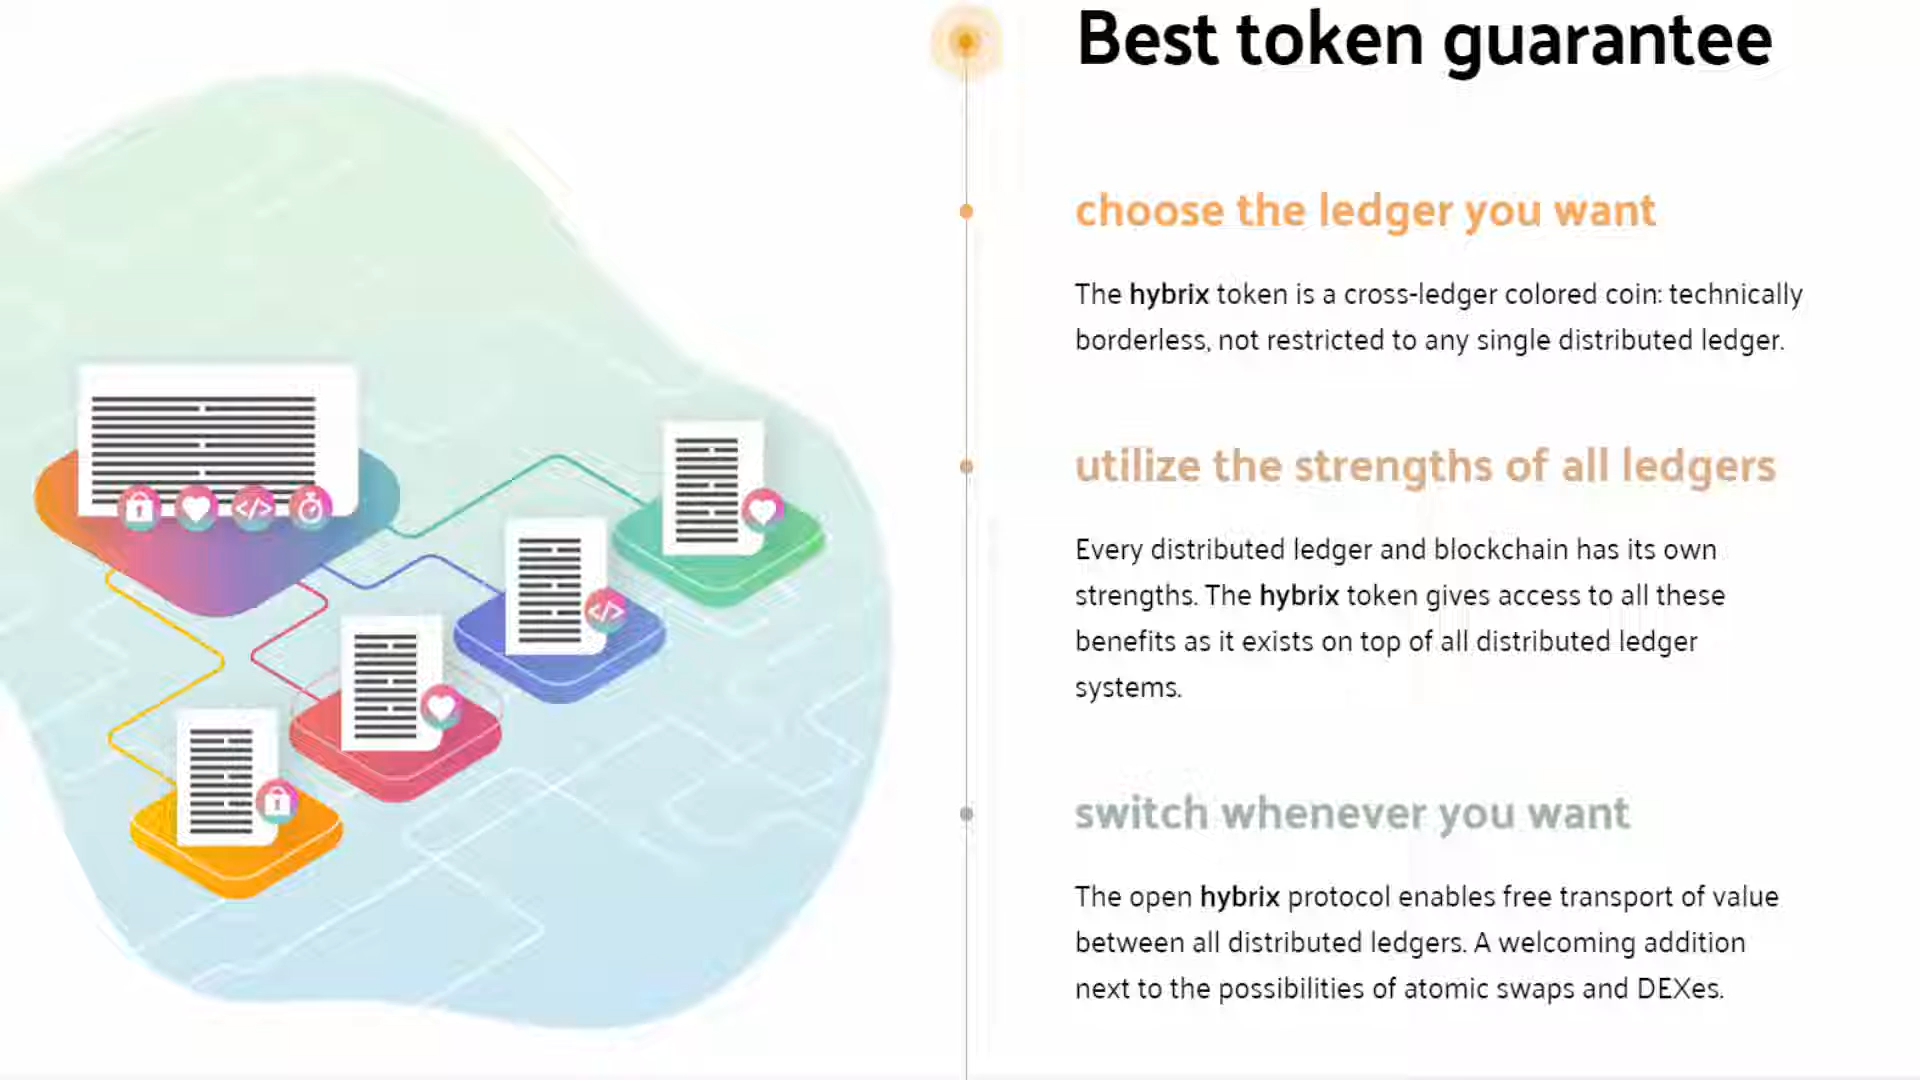 Best token guarantee
choose the ledger you want
The hybrix token is a cross-ledger colored coin: technically
borderless, not restricted to any single distributed ledger.
utilize the strengths of all ledgers
Every distributed ledger and blockchain has its own
strengths. The hybrix token gives access to all these
benefits as it exists on top of all distributed ledger
systems.
switch whenever you want
The open hybrix protocol enables free transport of value
between all distributed ledgers. A welcoming addition
next to the possibilities of atomic swaps and DEXes.